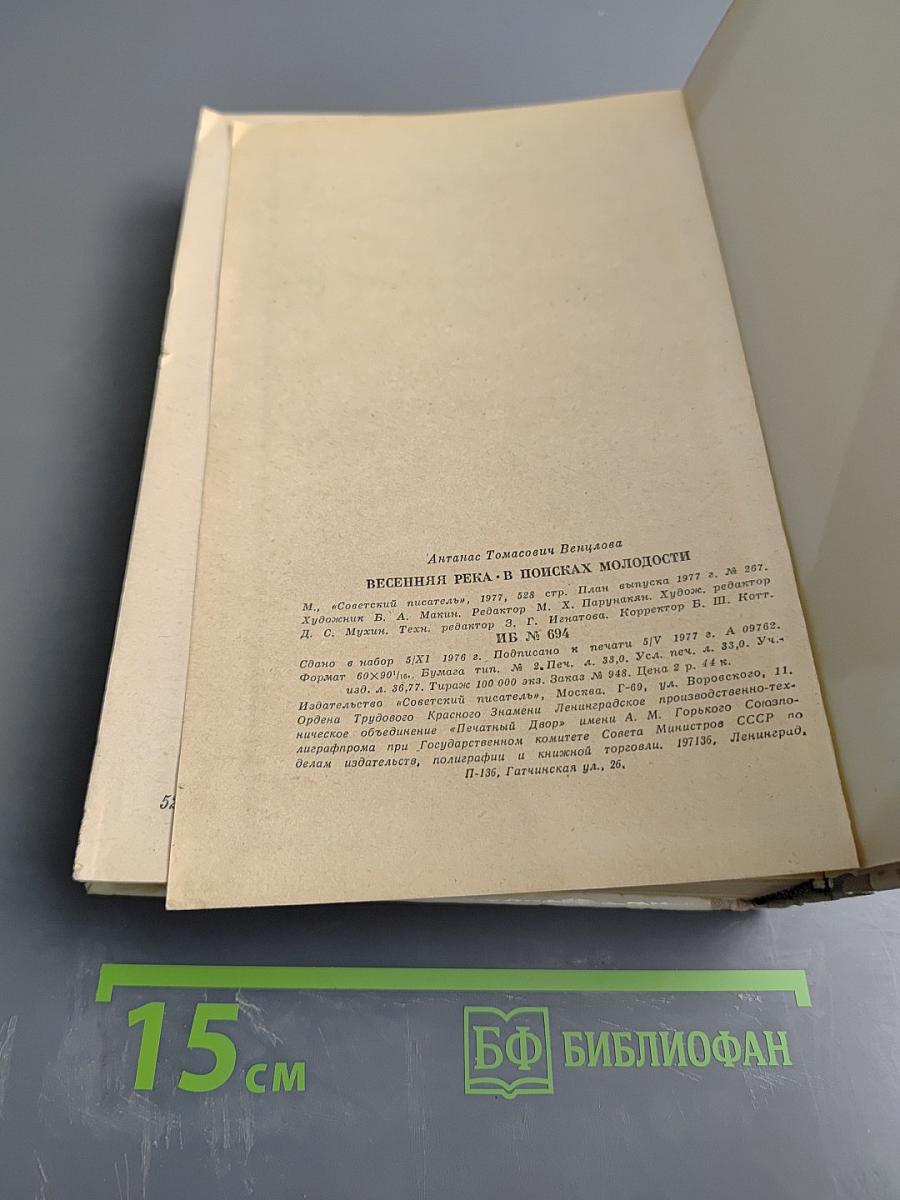 Антанас Томасович Венцлова
ВЕСЕННЯЯ РЕКА · В ПОИСКАХ МОЛОДОСТИ
М., «Советский писатель», 1977, 528 стр. План выпуска 1977 г. № 267.
Художник Б. А. Макин. Редактор М. Х. Парунакян. Худож. редактор
Д. С. Мухин. Техн. редактор З. Г. Игнатова. Корректор Б. Ш. Котт.
ИБ № 694
Сдано в набор 5/XI 1976 г. Подписано к печати 5/V 1977 г. А 09762.
Формат 60×90¹/₁₆. Бумага тип. № 2. Печ. л. 33,0. Усл. печ. л. 33,0. Уч.-
изд. л. 36,77. Тираж 100 000 экз. Заказ № 948. Цена 2 р. 44 к.
Издательство «Советский писатель», Москва. Г-69, ул. Воровского, 11.
Ордена Трудового Красного Знамени Ленинградское производственно-тех-
ническое объединение «Печатный Двор» имени А. М. Горького Союзпо-
лиграфпрома при Государственном комитете Совета Министров СССР по
делам издательств, полиграфии и книжной торговли. 197136, Ленинград,
П-136, Гатчинская ул., 26.
15 см
БФ БИБЛИОФАН